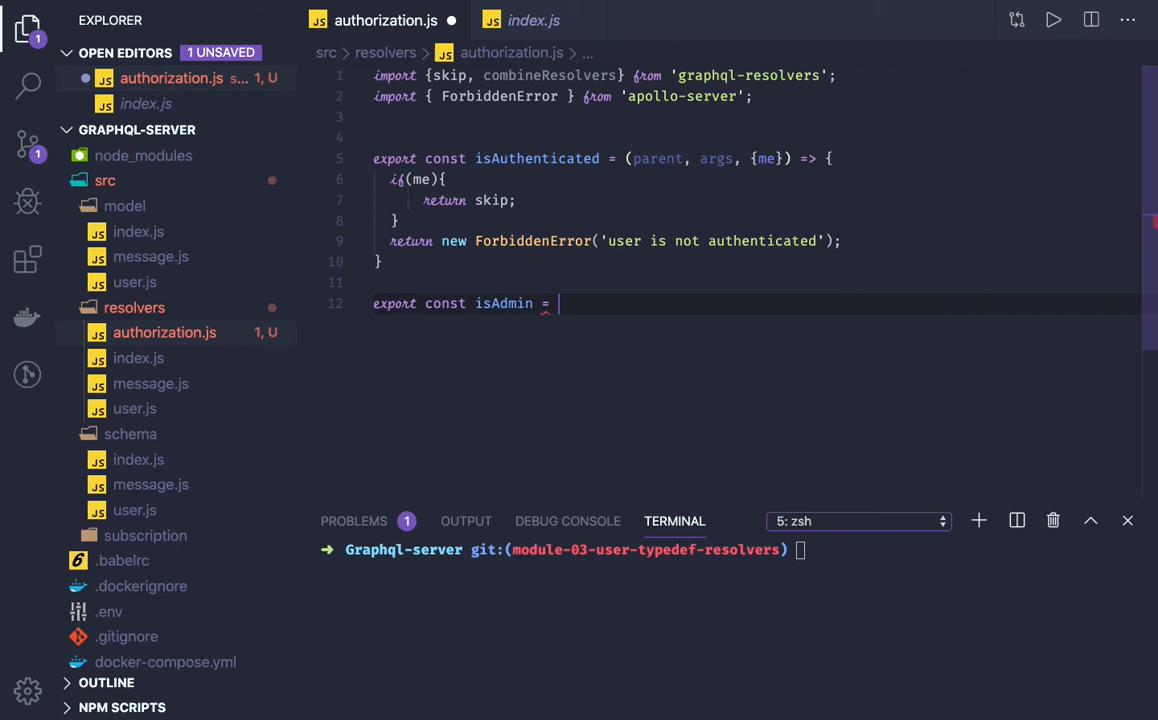 EXPLORER
OPEN EDITORS 1 UNSAVED
authorization.js s... 1, U
index.js
GRAPHQL-SERVER
node_modules
src
model
index.js
message.js
user.js
resolvers
authorization.js 1, U
index.js
message.js
user.js
schema
index.js
message.js
user.js
subscription
.babelrc
.dockerignore
.env
.gitignore
docker-compose.yml
OUTLINE
NPM SCRIPTS
1
1
JS authorization.js
JS index.js
src > resolvers > JS authorization.js > ...
1 import {skip, combineResolvers} from 'graphql-resolvers';
2 import { ForbiddenError } from 'apollo-server';
3
4
5 export const isAuthenticated = (parent, args, {me}) => {
6 if(me){
7 return skip;
8 }
9 return new ForbiddenError('user is not authenticated');
10 }
11
12 export const isAdmin =
PROBLEMS 1 OUTPUT DEBUG CONSOLE TERMINAL 5: zsh
➜ Graphql-server git:(module-03-user-typedef-resolvers)